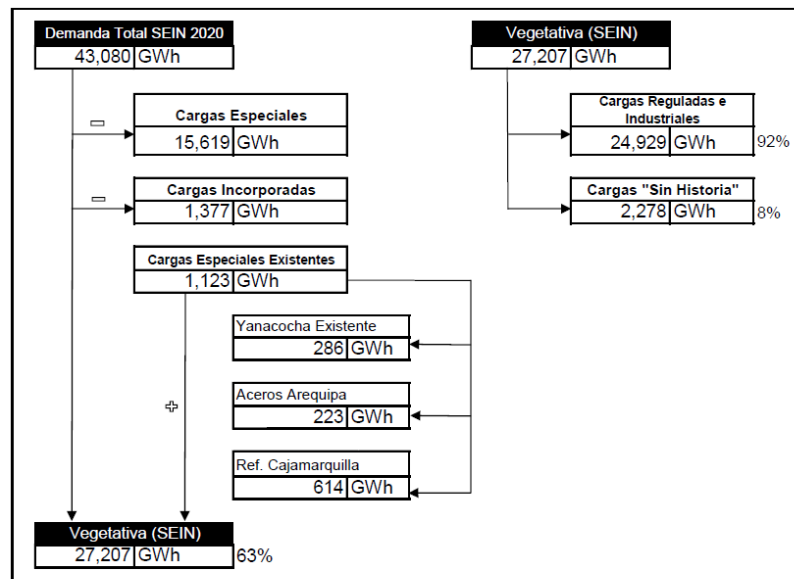 Demanda Total SEIN 2020
43,080 GWh
Cargas Especiales
15,619 GWh
Cargas Incorporadas
1,377 GWh
Cargas Especiales Existentes
1,123 GWh
Yanacocha Existente
286 GWh
Aceros Arequipa
223 GWh
Ref. Cajamarquilla
614 GWh
Vegetativa (SEIN)
27,207 GWh 63%
Vegetativa (SEIN)
27,207 GWh
Cargas Reguladas e
Industriales
24,929 GWh 92%
Cargas "Sin Historia"
2,278 GWh 8%